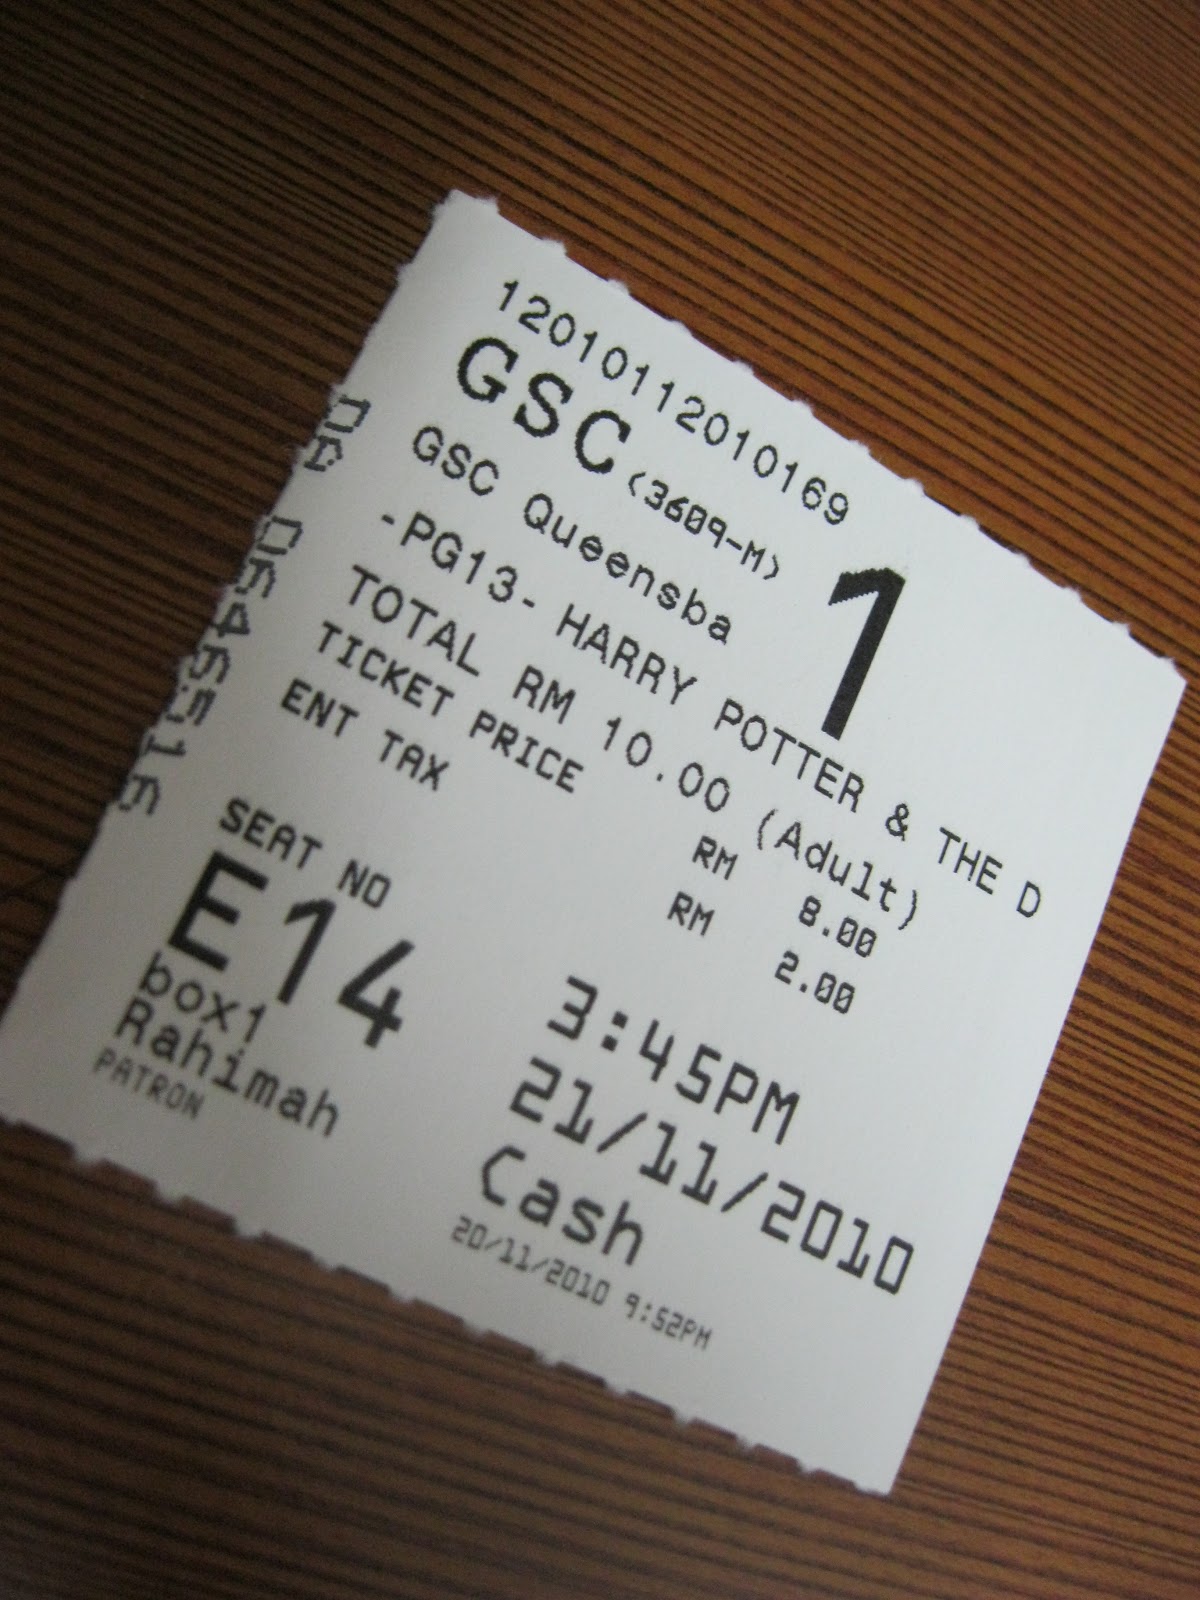 12010112010169
GSC (3609-M)
1
GSC Queensba
-PG13- HARRY POTTER & THE D
TOTAL RM 10.00 (Adult)
TICKET PRICE RM 8.00
ENT TAX RM 2.00
SEAT NO
E14
3:45PM
box1
21/11/2010
Rahimah
Cash
PATRON
20/11/2010 9:52PM